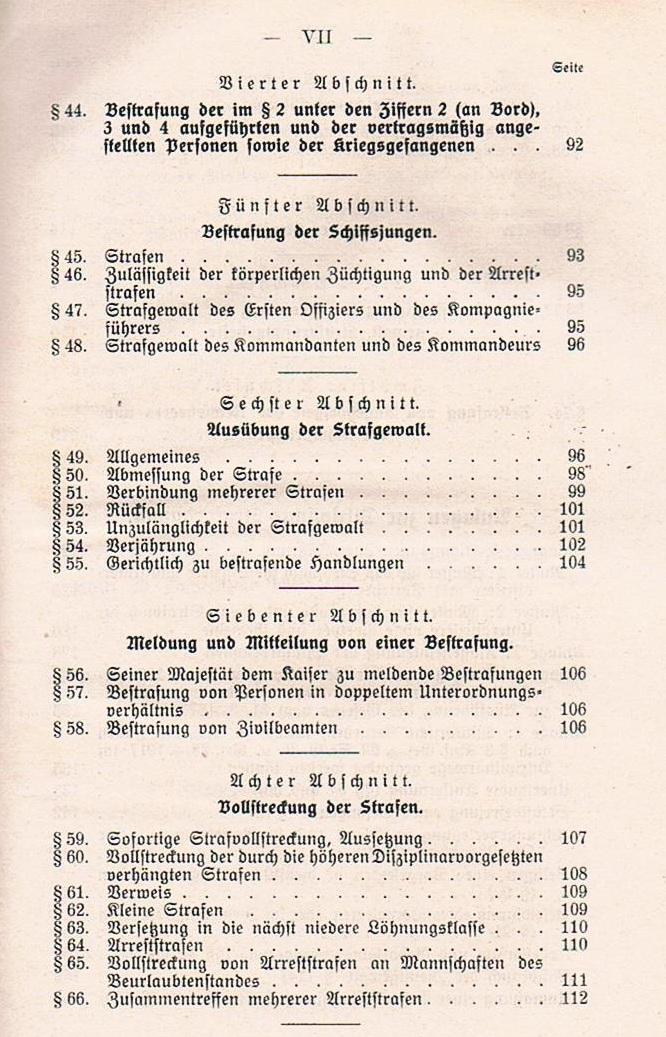 — VII —
Seite
Vierter Abschnitt.
§ 44. Bestrafung der im § 2 unter den Ziffern 2 (an Bord),
3 und 4 aufgeführten und der vertragsmäßig ange-
stellten Personen sowie der Kriegsgefangenen . . . 92
Fünfter Abschnitt.
Bestrafung der Schiffsjungen.
§ 45. Strafen . . . . . . . . . . . . . . . . . 93
§ 46. Zulässigkeit der körperlichen Züchtigung und der Arrest-
strafen . . . . . . . . . . . . . . . . . 95
§ 47. Strafgewalt des Ersten Offiziers und des Kompagnie-
führers . . . . . . . . . . . . . . . . . 95
§ 48. Strafgewalt des Kommandanten und des Kommandeurs 96
Sechster Abschnitt.
Ausübung der Strafgewalt.
§ 49. Allgemeines . . . . . . . . . . . . . . . 96
§ 50. Abmessung der Strafe . . . . . . . . . . . . 98
§ 51. Verbindung mehrerer Strafen . . . . . . . . . 99
§ 52. Rückfall . . . . . . . . . . . . . . . . . 101
§ 53. Unzulänglichkeit der Strafgewalt . . . . . . . . 101
§ 54. Verjährung . . . . . . . . . . . . . . . . 102
§ 55. Gerichtlich zu bestrafende Handlungen . . . . . . 104
Siebenter Abschnitt.
Meldung und Mitteilung von einer Bestrafung.
§ 56. Seiner Majestät dem Kaiser zu meldende Bestrafungen 106
§ 57. Bestrafung von Personen in doppeltem Unterordnungs-
verhältnis . . . . . . . . . . . . . . . . 106
§ 58. Bestrafung von Zivilbeamten . . . . . . . . . . 106
Achter Abschnitt.
Vollstreckung der Strafen.
§ 59. Sofortige Strafvollstreckung, Aussetzung . . . . . . 107
§ 60. Vollstreckung der durch die höheren Disziplinarvorgesetzten
verhängten Strafen . . . . . . . . . . . . . 108
§ 61. Verweis . . . . . . . . . . . . . . . . . 109
§ 62. Kleine Strafen . . . . . . . . . . . . . . . 109
§ 63. Versetzung in die nächst niedere Löhnungsklasse . . . 110
§ 64. Arreststrafen . . . . . . . . . . . . . . . 110
§ 65. Vollstreckung von Arreststrafen an Mannschaften des
Beurlaubtenstandes . . . . . . . . . . . . . 111
§ 66. Zusammentreffen mehrerer Arreststrafen . . . . . . 112